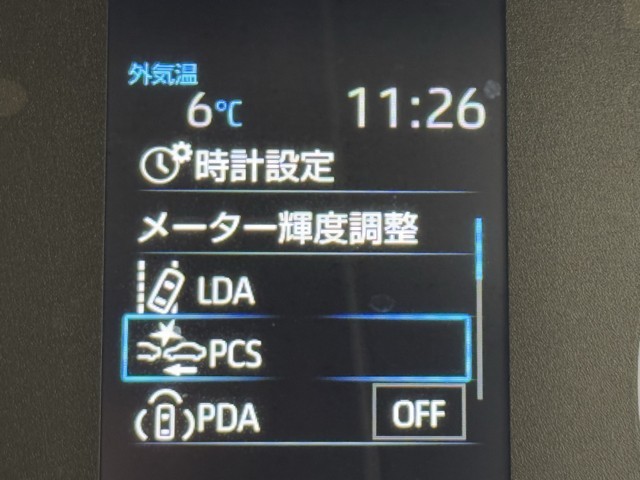 外気温
6℃ 11:26
時計設定
メーター輝度調整
LDA
PCS
PDA OFF